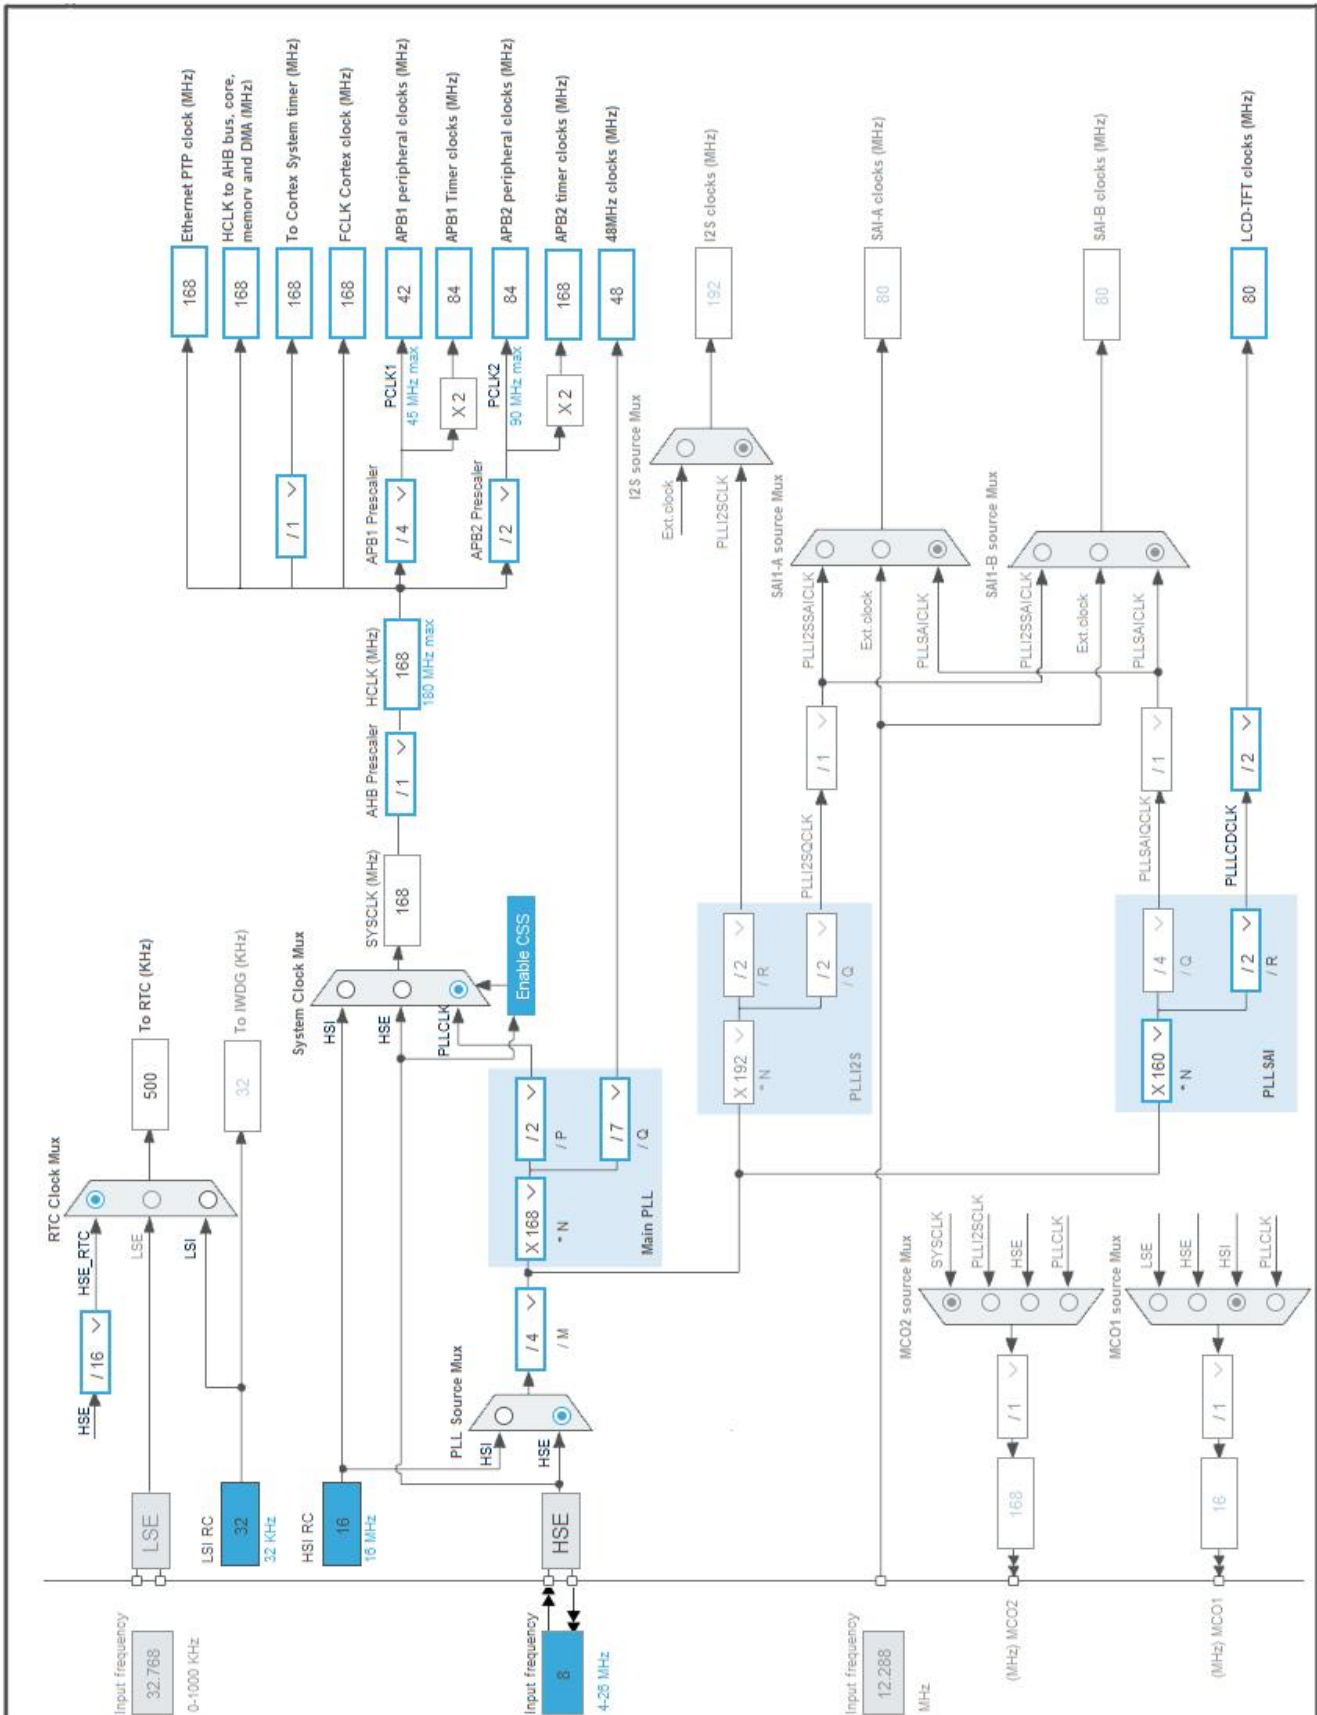 Input frequency
32.768
0-1000 KHz
LSE
LSI RC
32
32 KHz
HSI RC
16
16 MHz
Input frequency
8
4-26 MHz
HSE
Input frequency
12.288
MHz
HSE
/ 16
HSE_RTC
LSE
LSI
RTC Clock Mux
500
To RTC (KHz)
32
To IWDG (KHz)
PLL Source Mux
HSI
HSE
/ 4
/ M
X 168
* N
/ 2
/ P
/ 7
/ Q
Main PLL
System Clock Mux
HSI
HSE
PLLCLK
Enable CSS
SYSCLK (MHz)
168
AHB Prescaler
/ 1
HCLK (MHz)
168
180 MHz max
/ 1
APB1 Prescaler
/ 4
PCLK1
45 MHz max
X 2
APB2 Prescaler
/ 2
PCLK2
90 MHz max
X 2
168
Ethernet PTP clock (MHz)
168
HCLK to AHB bus, core,
memory and DMA (MHz)
168
To Cortex System timer (MHz)
168
FCLK Cortex clock (MHz)
42
APB1 peripheral clocks (MHz)
84
APB1 Timer clocks (MHz)
84
APB2 peripheral clocks (MHz)
168
APB2 timer clocks (MHz)
48
48MHz clocks (MHz)
X 192
* N
/ 2
/ R
/ 2
/ Q
PLLI2S
I2S source Mux
Ext.clock
PLLI2SCLK
192
I2S clocks (MHz)
PLLI2SQCLK
/ 1
SAI1-A source Mux
PLLI2SSAICLK
Ext.clock
PLLSAICLK
80
SAI-A clocks (MHz)
SAI1-B source Mux
PLLI2SSAICLK
Ext.clock
PLLSAICLK
80
SAI-B clocks (MHz)
X 160
* N
/ 4
/ Q
/ 2
/ R
PLLSAI
PLLSAIQCLK
/ 1
PLLLCDCLK
/ 2
80
LCD-TFT clocks (MHz)
MCO2 source Mux
SYSCLK
PLLI2SCLK
HSE
PLLCLK
/ 1
168
(MHz) MCO2
MCO1 source Mux
LSE
HSE
HSI
PLLCLK
/ 1
16
(MHz) MCO1